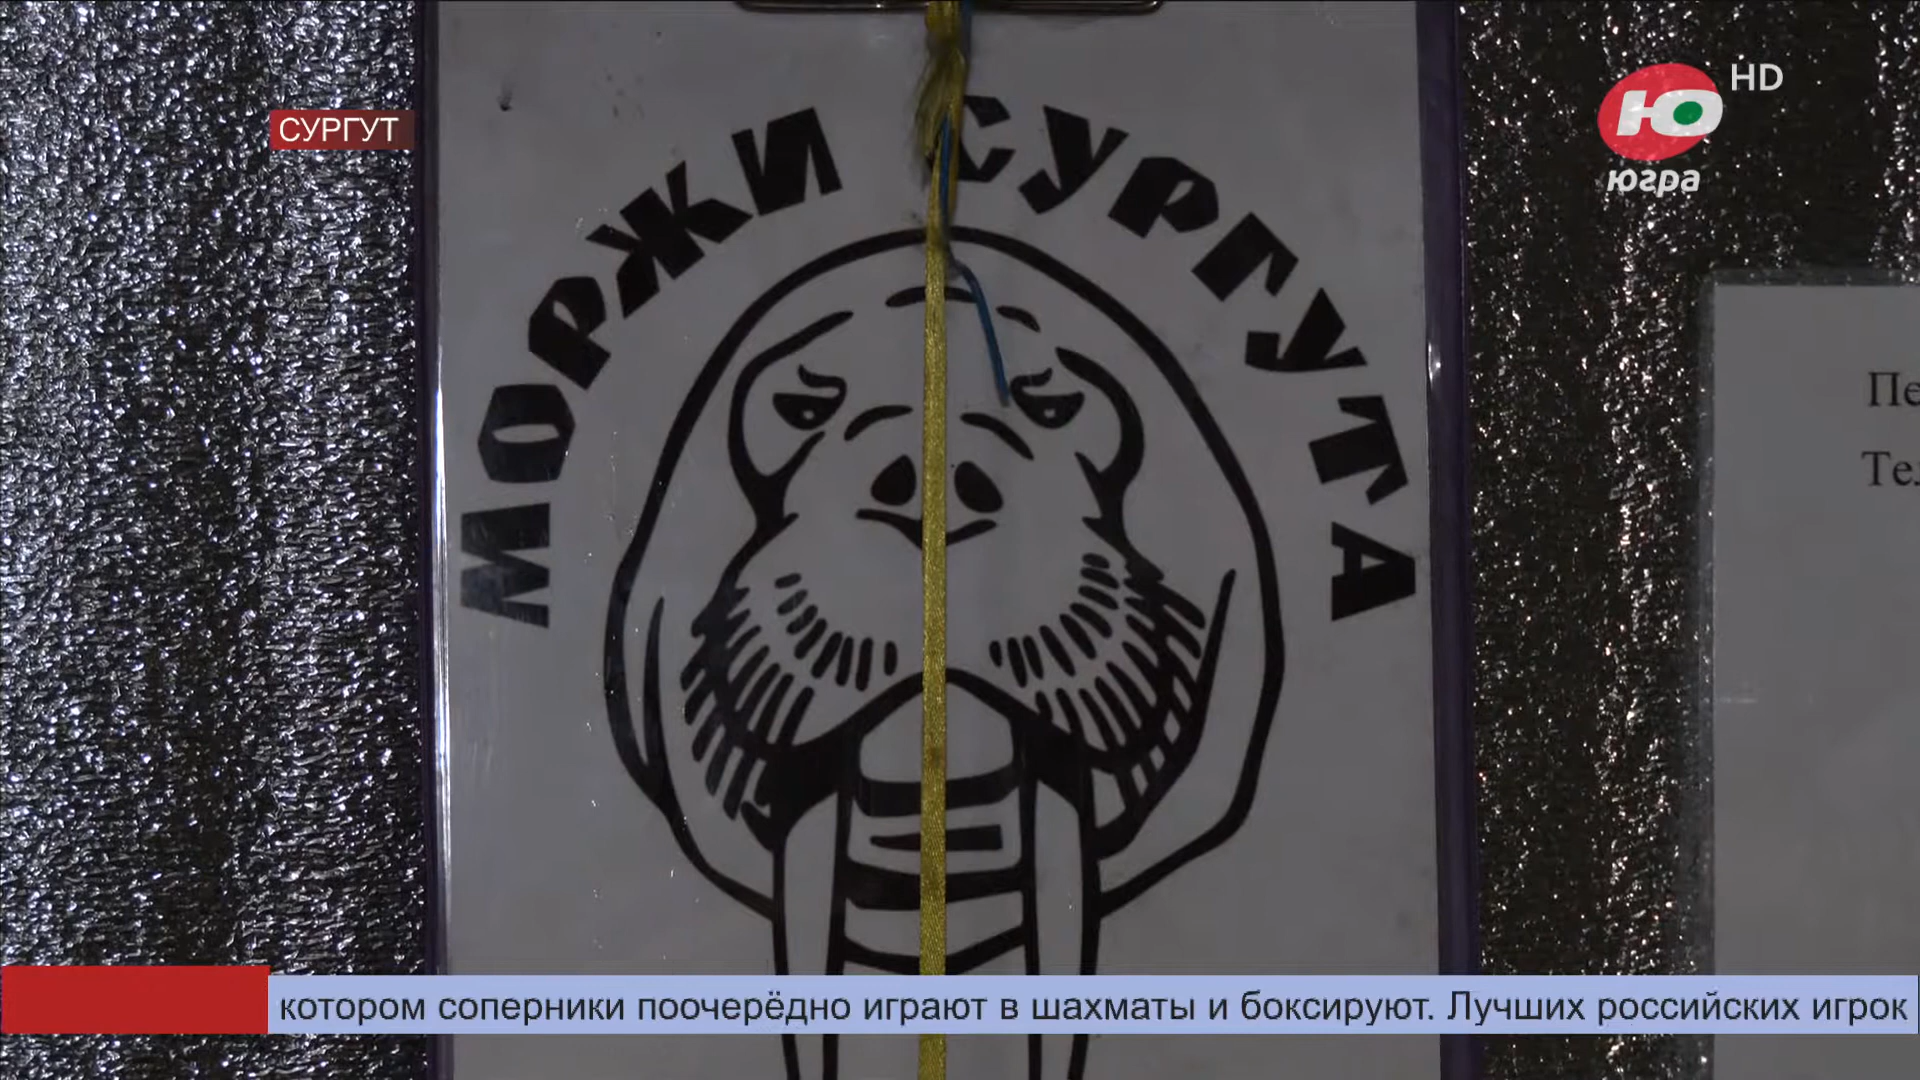 СУРГУТ
МОРЖИ СУРГУТА
Ю HD
югра
котором соперники поочерёдно играют в шахматы и боксируют. Лучших российских игрок